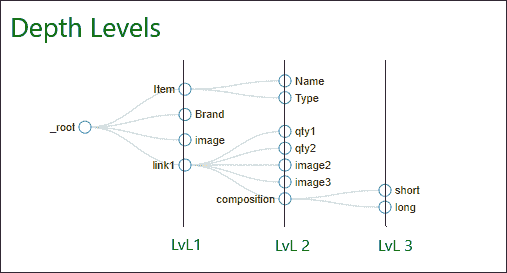 Depth Levels
_root
Item
Brand
image
link1
Name
Type
qty1
qty2
image2
image3
composition
short
long
LvL1
LvL 2
LvL 3